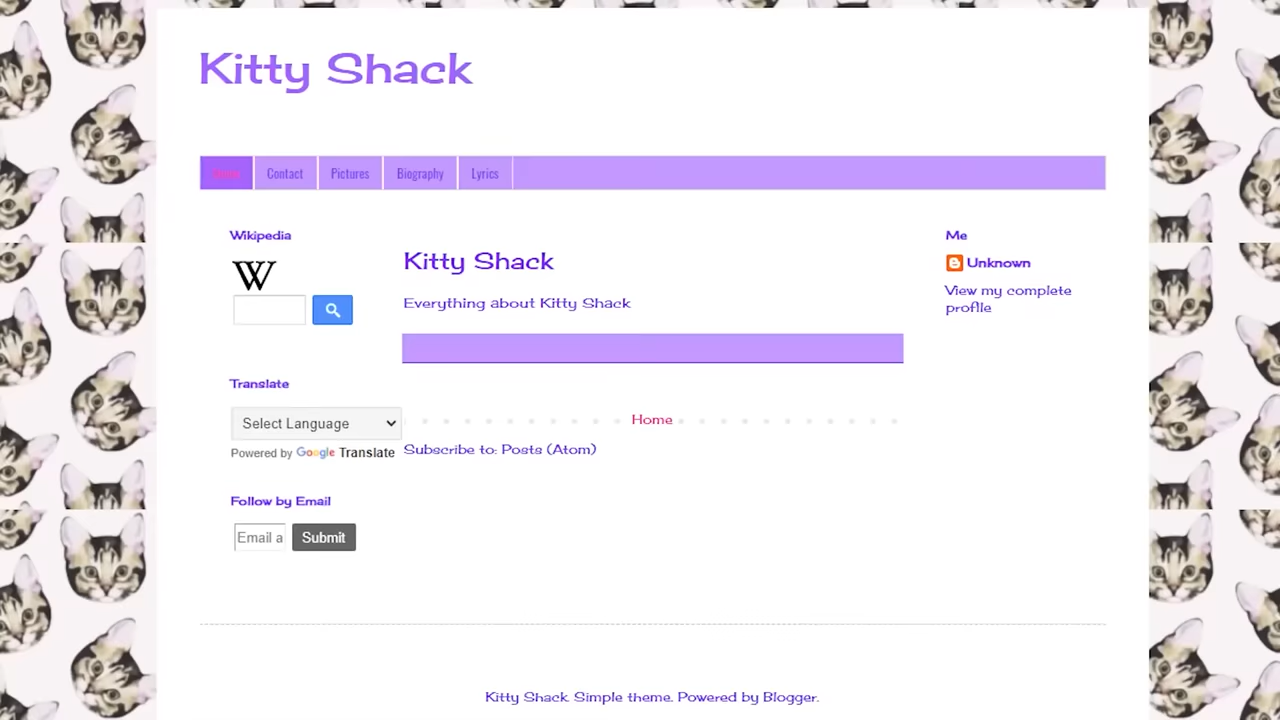 Kitty Shack
Home
Contact
Pictures
Biography
Lyrics
Wikipedia
W
Translate
Select Language
Powered by Google Translate
Follow by Email
Email a
Submit
Kitty Shack
Everything about Kitty Shack
Home
Subscribe to: Posts (Atom)
Me
Unknown
View my complete
profile
Kitty Shack. Simple theme. Powered by Blogger.